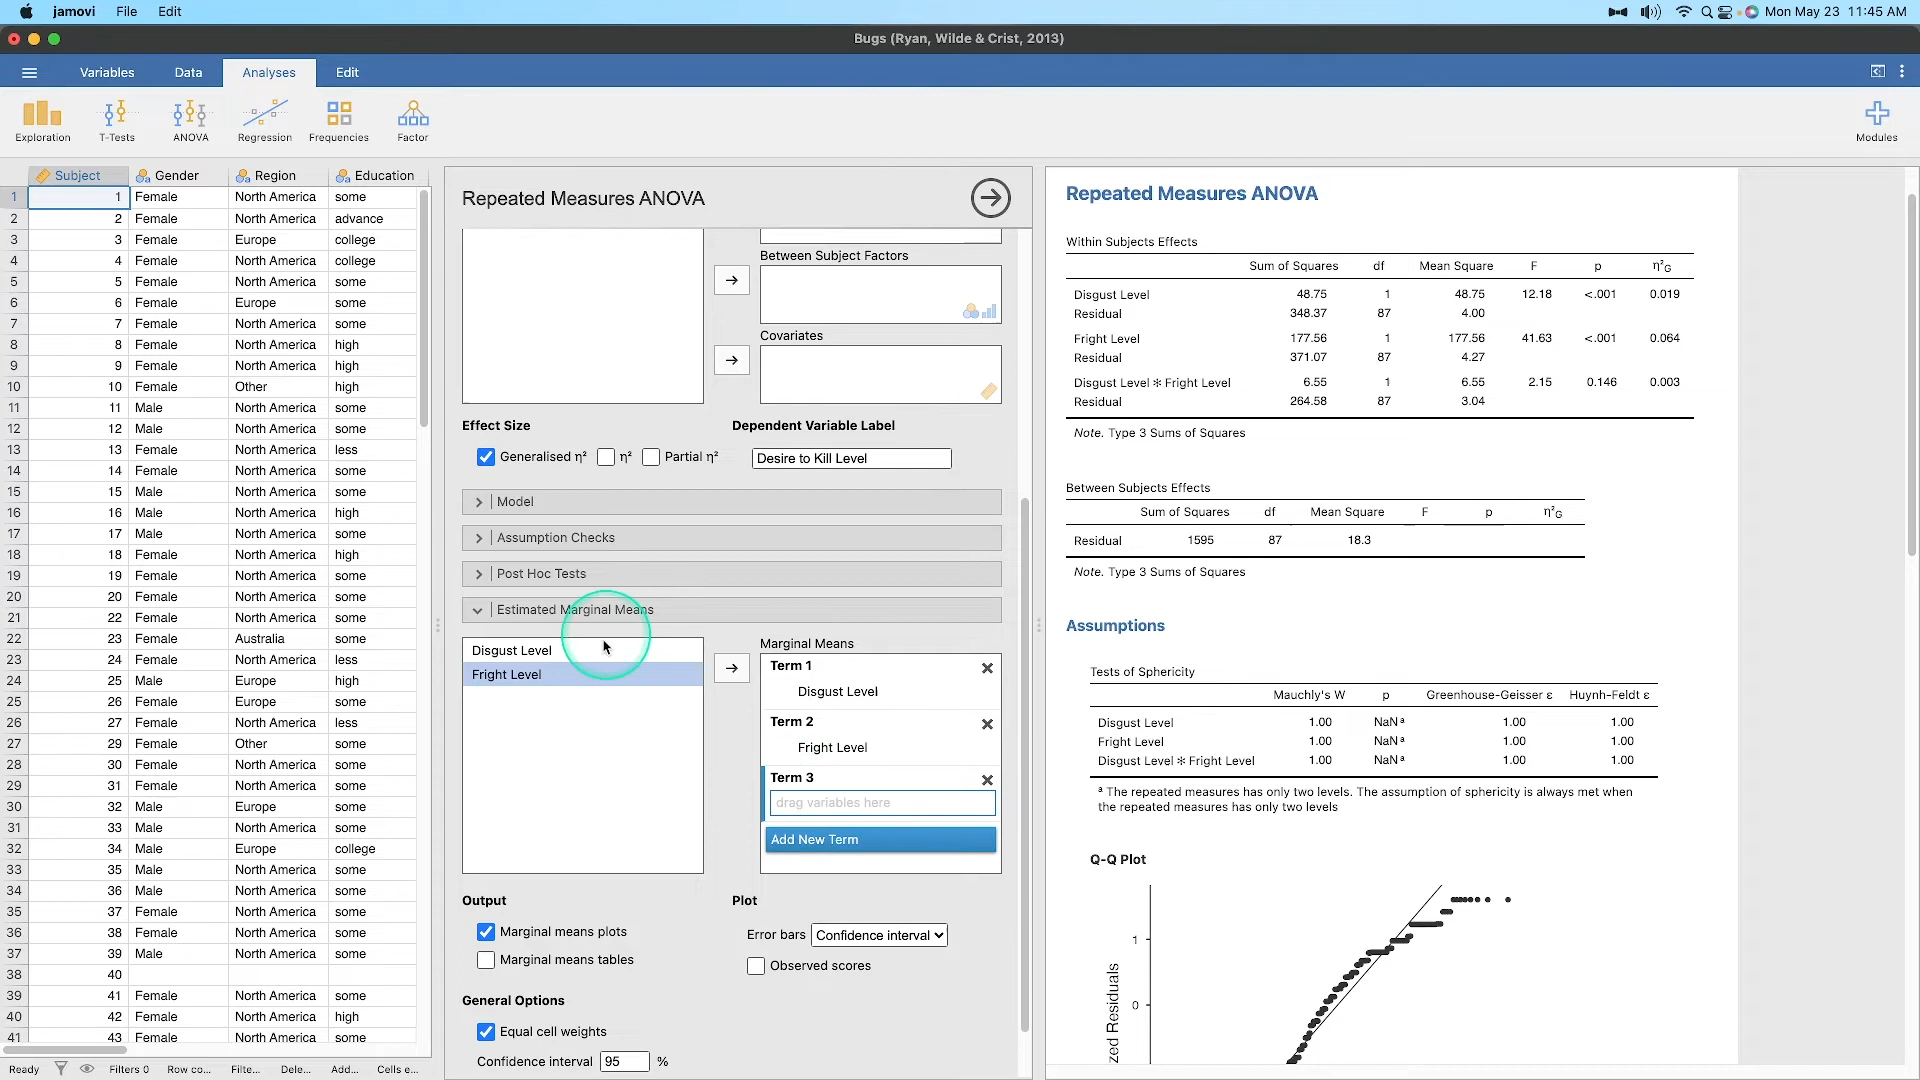 jamovi File Edit Mon May 23 11:45 AM
Bugs (Ryan, Wilde & Crist, 2013)
Variables Data Analyses Edit
Exploration T-Tests ANOVA Regression Frequencies Factor Modules
Subject Gender Region Education
1 1 Female North America some
2 2 Female North America advance
3 3 Female Europe college
4 4 Female North America college
5 5 Female North America some
6 6 Female Europe some
7 7 Female North America some
8 8 Female North America high
9 9 Female North America high
10 10 Female Other high
11 11 Male North America some
12 12 Male North America some
13 13 Female North America less
14 14 Female North America some
15 15 Male North America some
16 16 Male North America high
17 17 Male North America some
18 18 Female North America high
19 19 Female North America some
20 20 Female North America some
21 22 Female North America some
22 23 Female Australia some
23 24 Female North America less
24 25 Male Europe high
25 26 Female Europe some
26 27 Female North America less
27 29 Female Other some
28 30 Female North America some
29 31 Female North America some
30 32 Male Europe some
31 33 Male North America some
32 34 Male Europe college
33 35 Male North America some
34 36 Male North America some
35 37 Female North America some
36 38 Female North America some
37 39 Male North America some
38 40
39 41 Female North America some
40 42 Female North America high
41 43 Female North America some
Ready Filters 0 Row co... Filte... Dele... Add... Cells e...
Repeated Measures ANOVA
Between Subject Factors
Covariates
Effect Size Dependent Variable Label
Generalised η² η² Partial η² Desire to Kill Level
Model
Assumption Checks
Post Hoc Tests
Estimated Marginal Means
Disgust Level
Fright Level
Marginal Means
Term 1
Disgust Level
Term 2
Fright Level
Term 3
drag variables here
Add New Term
Output Plot
Marginal means plots
Marginal means tables
Error bars Confidence interval
Observed scores
General Options
Equal cell weights
Confidence interval 95 %
Repeated Measures ANOVA
Within Subjects Effects
Sum of Squares df Mean Square F p η²G
Disgust Level 48.75 1 48.75 12.18 <.001 0.019
Residual 348.37 87 4.00
Fright Level 177.56 1 177.56 41.63 <.001 0.064
Residual 371.07 87 4.27
Disgust Level ✻ Fright Level 6.55 1 6.55 2.15 0.146 0.003
Residual 264.58 87 3.04
Note. Type 3 Sums of Squares
Between Subjects Effects
Sum of Squares df Mean Square F p η²G
Residual 1595 87 18.3
Note. Type 3 Sums of Squares
Assumptions
Tests of Sphericity
Mauchly's W p Greenhouse-Geisser ε Huynh-Feldt ε
Disgust Level 1.00 NaN ᵃ 1.00 1.00
Fright Level 1.00 NaN ᵃ 1.00 1.00
Disgust Level ✻ Fright Level 1.00 NaN ᵃ 1.00 1.00
ᵃ The repeated measures has only two levels. The assumption of sphericity is always met when
the repeated measures has only two levels
Q-Q Plot
1
0
zed Residuals